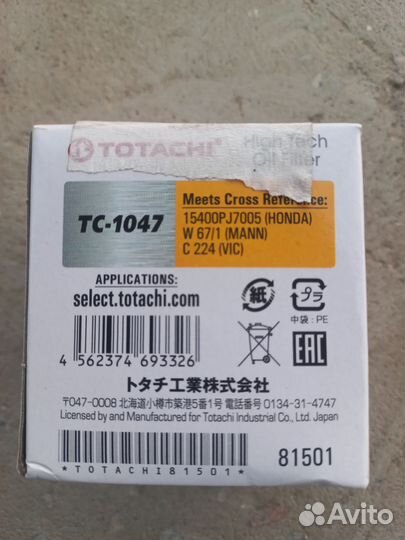 TOTACHI
High Tech
Oil Filter
TC-1047
Meets Cross Reference:
15400PJ7005 (HONDA)
W 67/1 (MANN)
C 224 (VIC)
APPLICATIONS:
select.totachi.com
紙
プラ
中袋:PE
EAC
4 562374 693326
トタチ工業株式会社
〒047-0008 北海道小樽市築港5番1号 電話番号 0134-31-4747
Licensed by and Manufactured for Totachi Industrial Co., Ltd. Japan
*TOTACHI81501*
81501
Avito